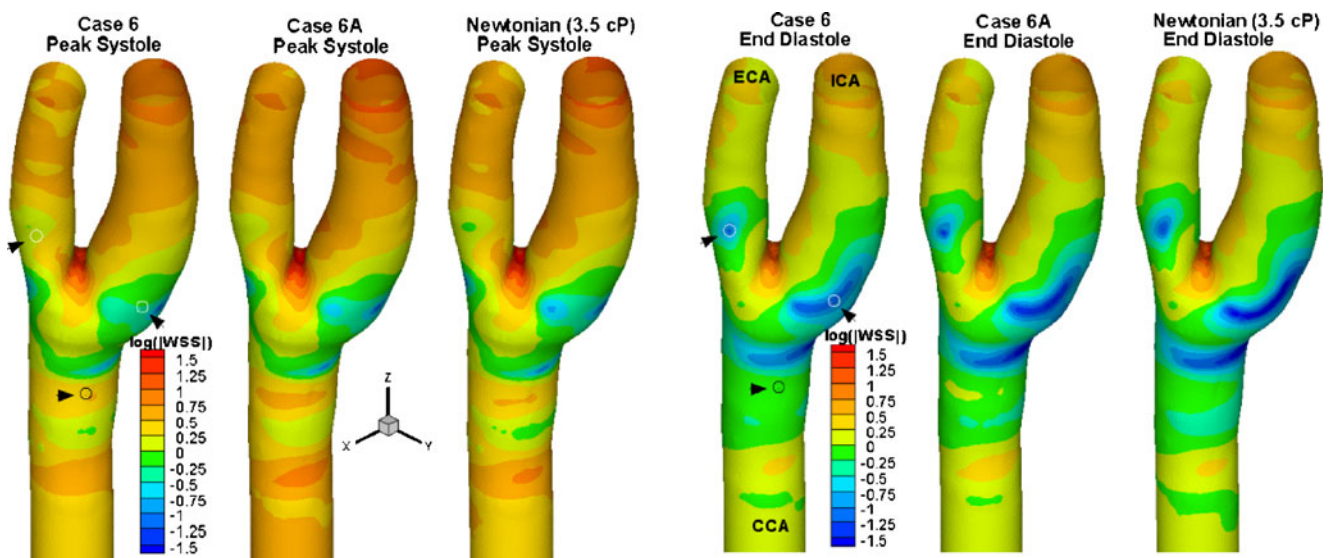 Case 6
Peak Systole
Case 6A
Peak Systole
Newtonian (3.5 cP)
Peak Systole
log(|WSS|)
1.5
1.25
1
0.75
0.5
0.25
0
-0.25
-0.5
-0.75
-1
-1.25
-1.5
Z
X
Y
Case 6
End Diastole
Case 6A
End Diastole
Newtonian (3.5 cP)
End Diastole
ECA
ICA
log(|WSS|)
1.5
1.25
1
0.75
0.5
0.25
0
-0.25
-0.5
-0.75
-1
-1.25
-1.5
CCA